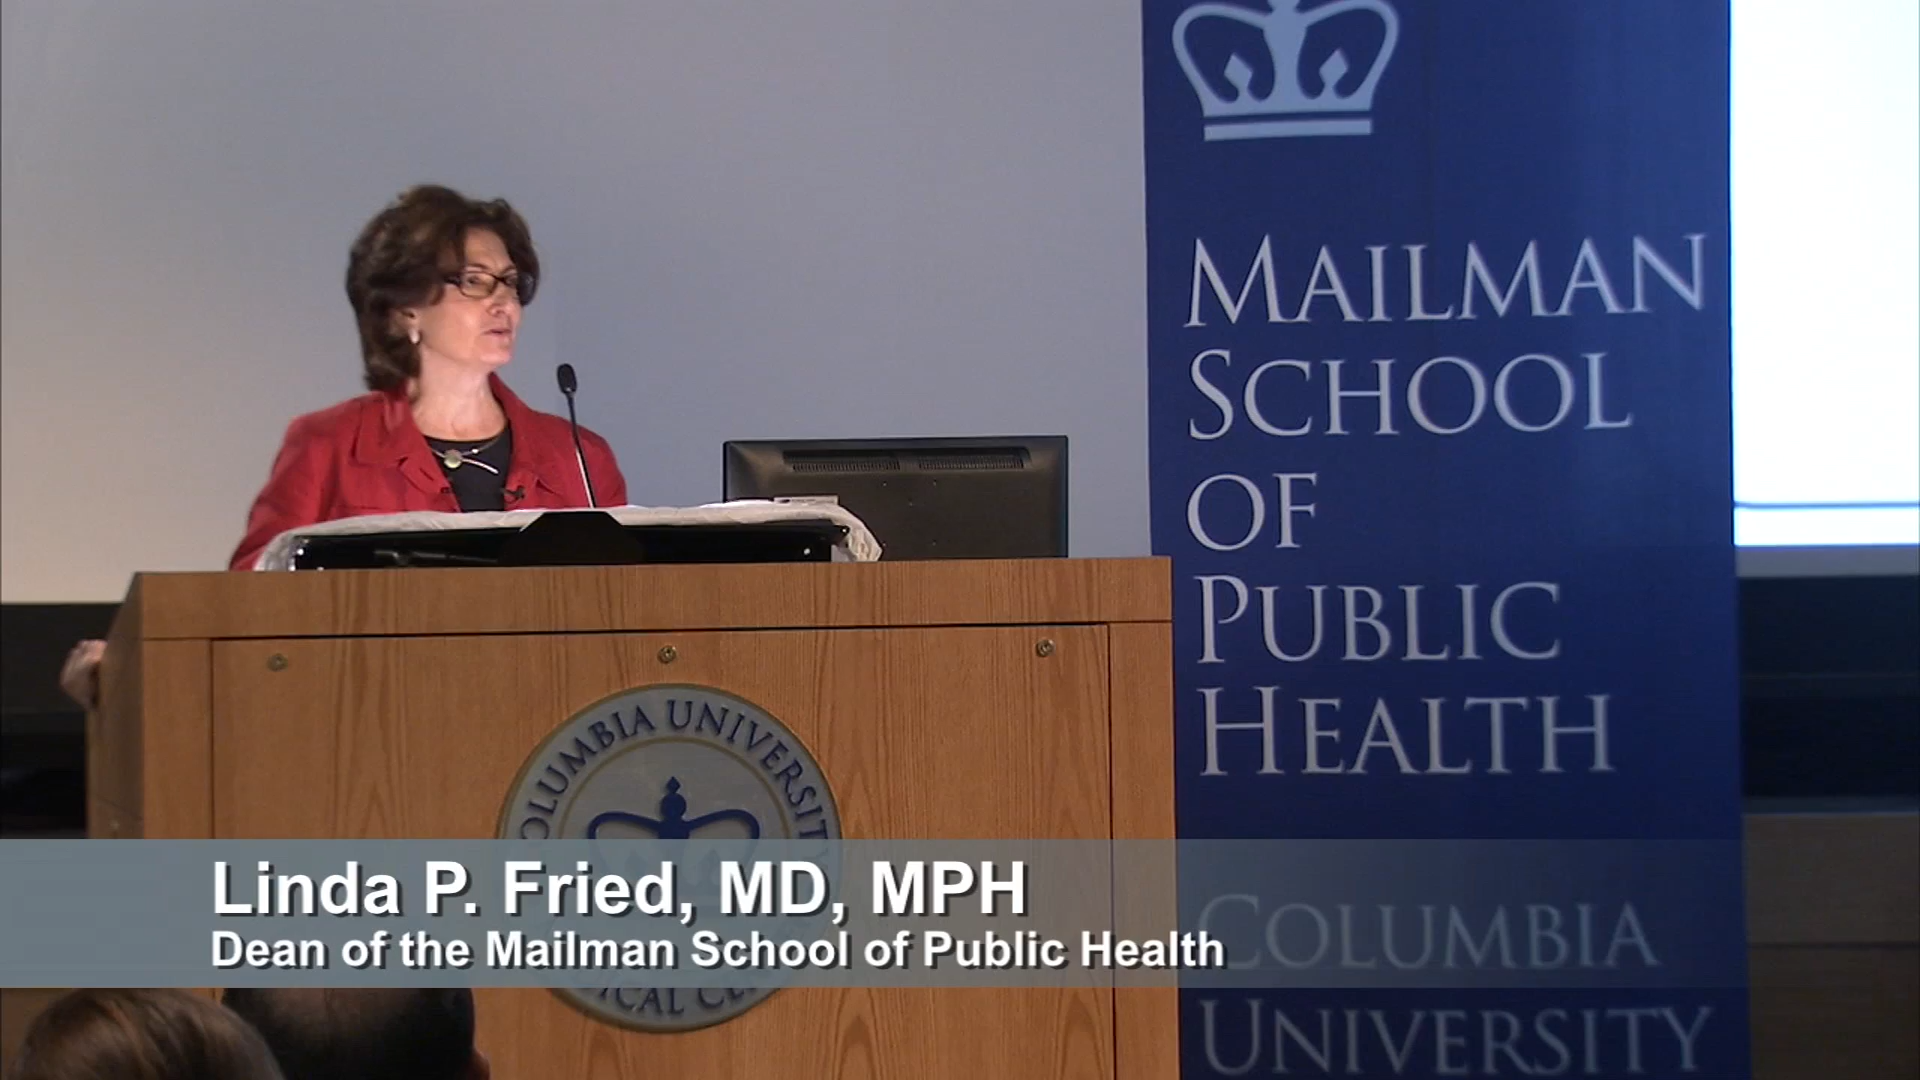 MAILMAN
SCHOOL
OF
PUBLIC
HEALTH
COLUMBIA UNIVERSITY
Linda P. Fried, MD, MPH
Dean of the Mailman School of Public Health
COLUMBIA
UNIVERSITY